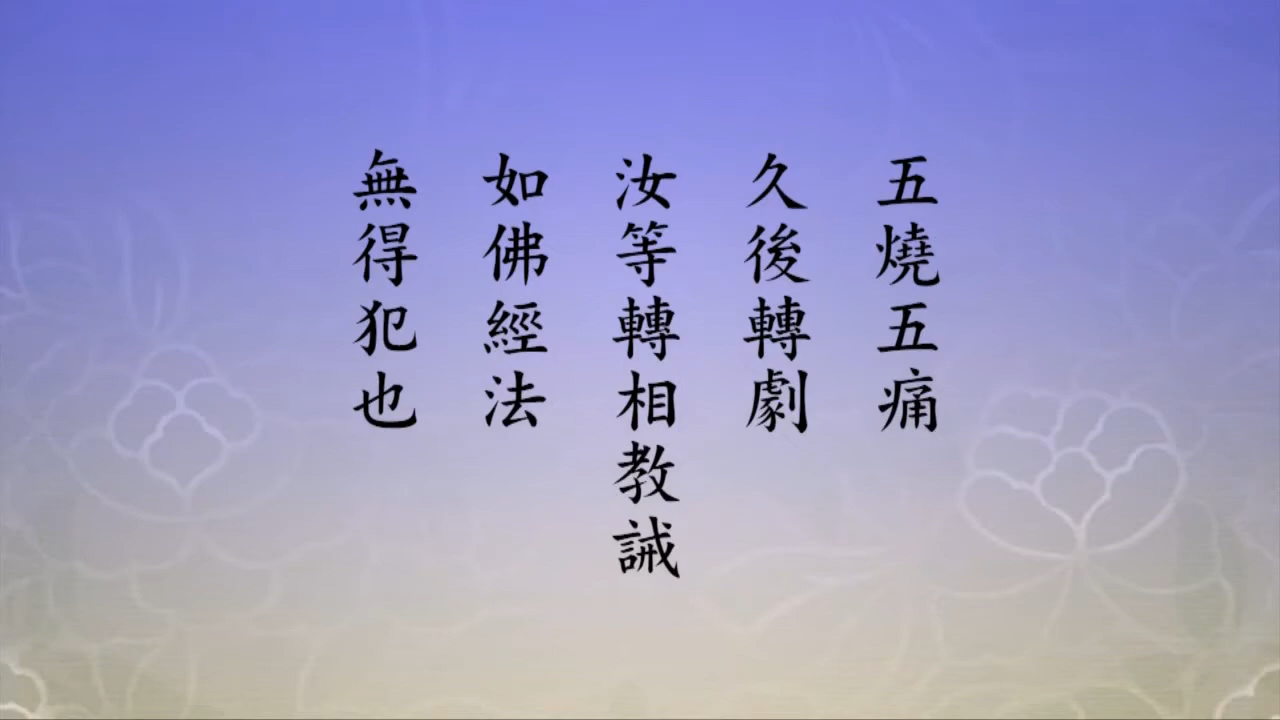 五燒五痛
久後轉劇
汝等轉相教誡
如佛經法
無得犯也